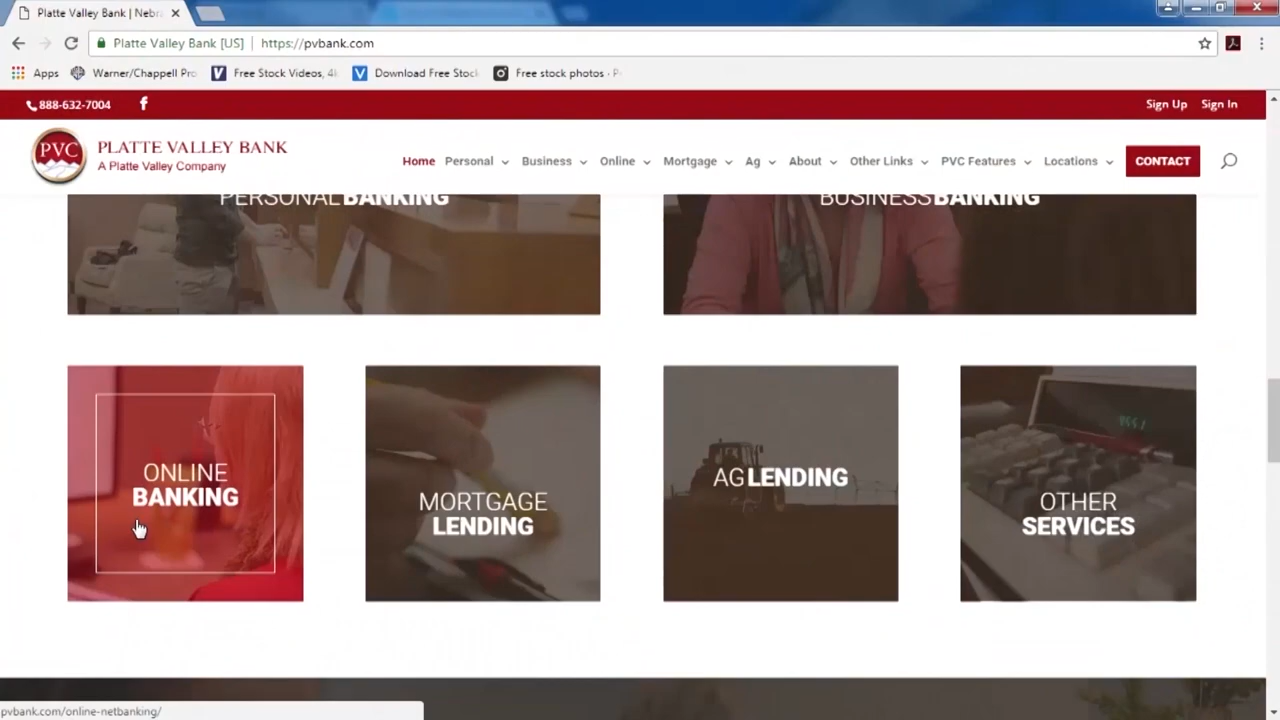 Platte Valley Bank | Nebr
Platte Valley Bank [US] | https://pvbank.com
Apps Warner/Chappell Pro Free Stock Videos, 4k Download Free Stock Free stock photos · P
888-632-7004 f Sign Up Sign In
PVC PLATTE VALLEY BANK
A Platte Valley Company
Home Personal Business Online Mortgage Ag About Other Links PVC Features Locations CONTACT
PERSONAL BANKING BUSINESS BANKING
ONLINE
BANKING
MORTGAGE
LENDING
AG LENDING
OTHER
SERVICES
pvbank.com/online-netbanking/